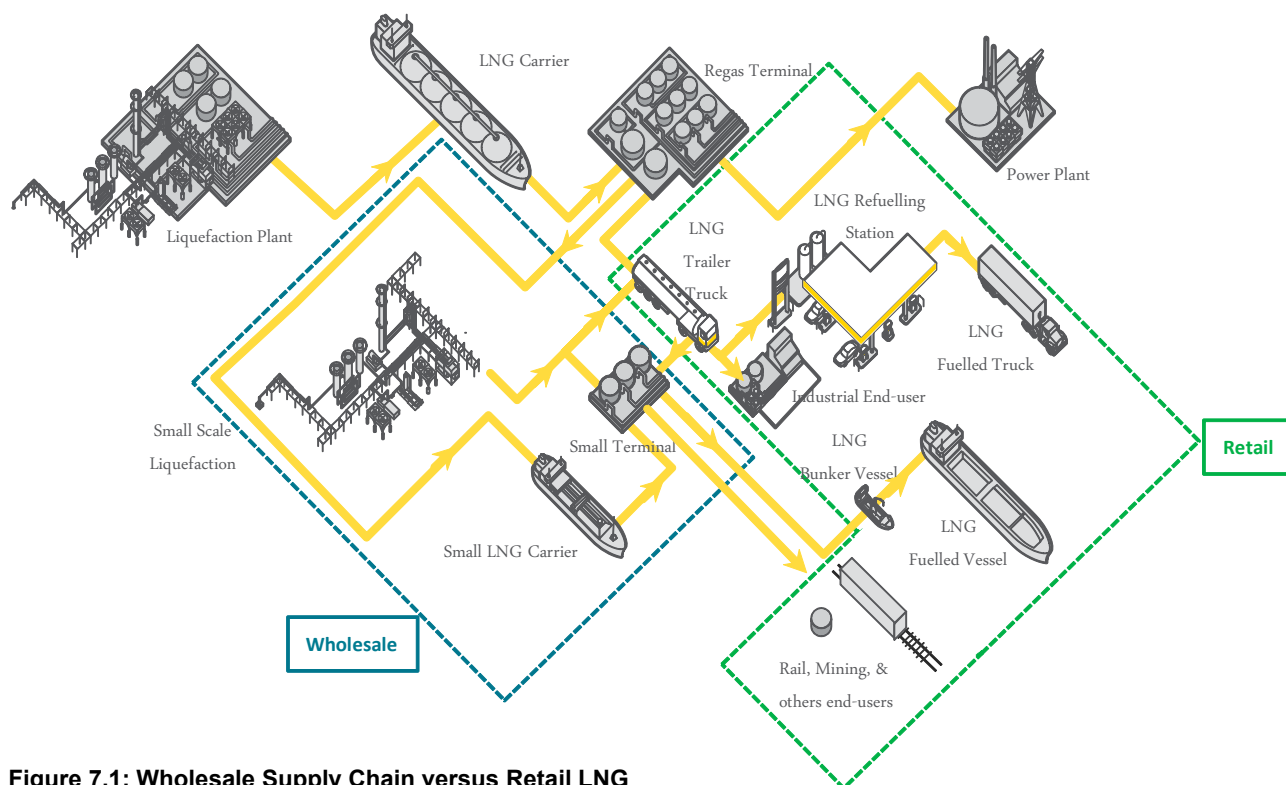 LNG Carrier
Regas Terminal
Power Plant
Liquefaction Plant
LNG
Trailer
Truck
LNG Refuelling
Station
LNG
Fuelled Truck
Industrial End-user
Small Scale
Liquefaction
Small Terminal
LNG
Bunker Vessel
Retail
LNG
Fuelled Vessel
Small LNG Carrier
Wholesale
Rail, Mining, &
others end-users
Figure 7.1: Wholesale Supply Chain versus Retail LNG